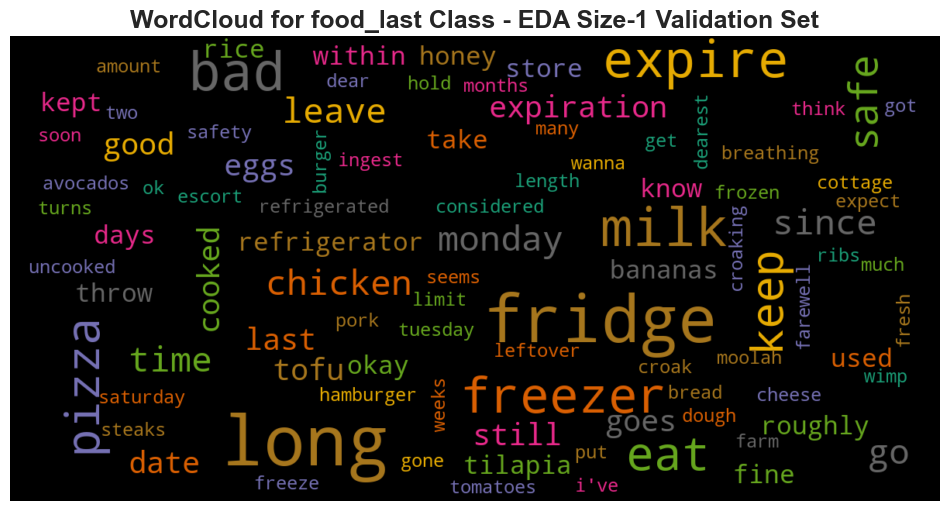 WordCloud for food_last Class - EDA Size-1 Validation Set
rice
within
honey
expire
amount
bad
dear
hold
months
store
safe
kept
two
leave
expiration
think
got
soon
good
safety
take
many
get
dearest
eggs
burger
ingest
wanna
breathing
avocados
ok
escort
length
know
frozen
cottage
turns
refrigerated
considered
expect
days
refrigerator
monday
milk
since
uncooked
cooked
chicken
seems
bananas
croaking
ribs
much
throw
limit
fridge
keep
farewell
fresh
pizza
time
last
pork
tuesday
leftover
croak
moolah
used
wimp
tofu
okay
saturday
hamburger
weeks
freezer
bread
cheese
steaks
long
dough
goes
roughly
still
date
gone
tilapia
put
eat
farm
go
freeze
tomatoes
i've
fine